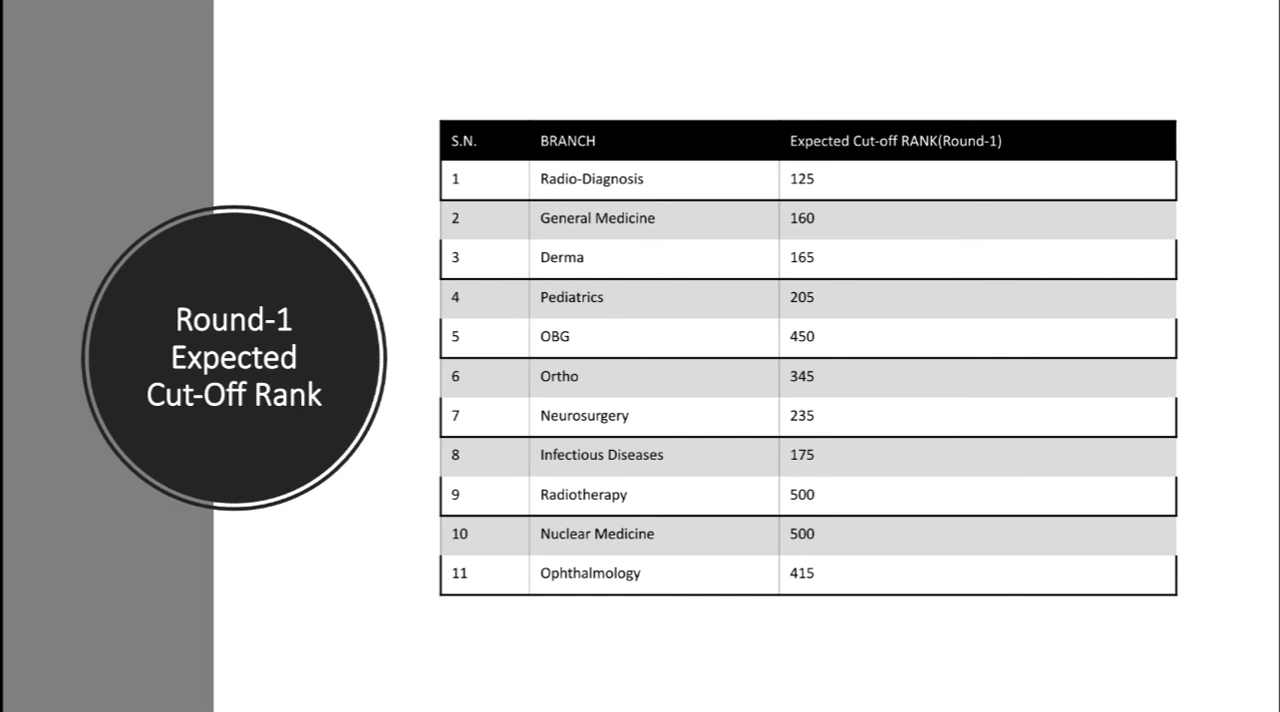 Round-1
Expected
Cut-Off Rank
S.N. BRANCH Expected Cut-off RANK(Round-1)
1 Radio-Diagnosis 125
2 General Medicine 160
3 Derma 165
4 Pediatrics 205
5 OBG 450
6 Ortho 345
7 Neurosurgery 235
8 Infectious Diseases 175
9 Radiotherapy 500
10 Nuclear Medicine 500
11 Ophthalmology 415